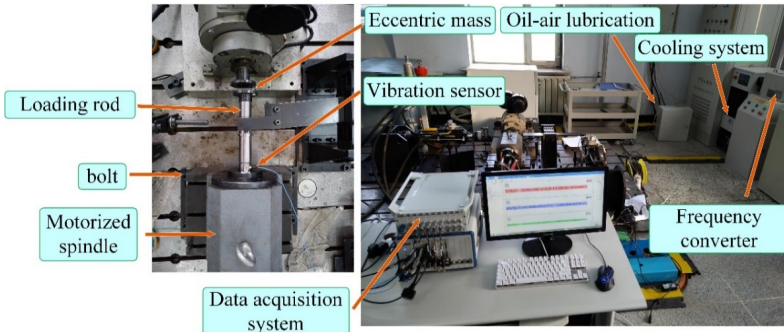 Eccentric mass
Oil-air lubrication
Cooling system
Loading rod
Vibration sensor
bolt
Motorized
spindle
Frequency
converter
Data acquisition
system